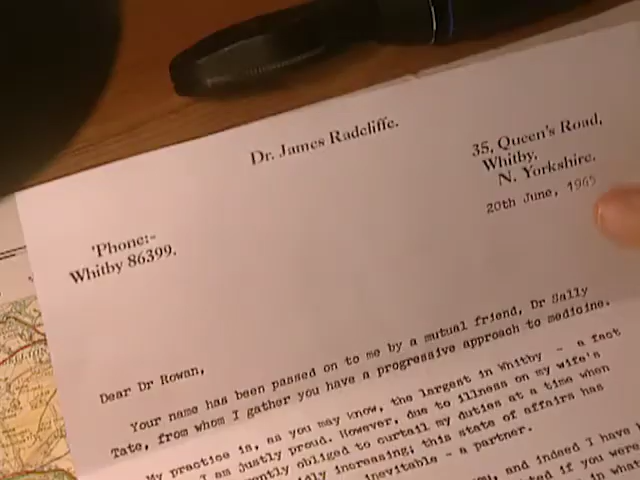 Dr. James Radcliffe.
35, Queen's Road,
Whitby,
N. Yorkshire.
20th June, 1965
'Phone:-
Whitby 86399.
Dear Dr Rowan,
Your name has been passed on to me by a mutual friend, Dr Sally
Tate, from whom I gather you have a progressive approach to medicine.
My practice is, as you may know, the largest in Whitby - a fact
I am justly proud. However, due to illness on my wife's
obliged to curtail my duties at a time when
increasing; this state of affairs has
inevitable - a partner.
and indeed I have
if you were
in